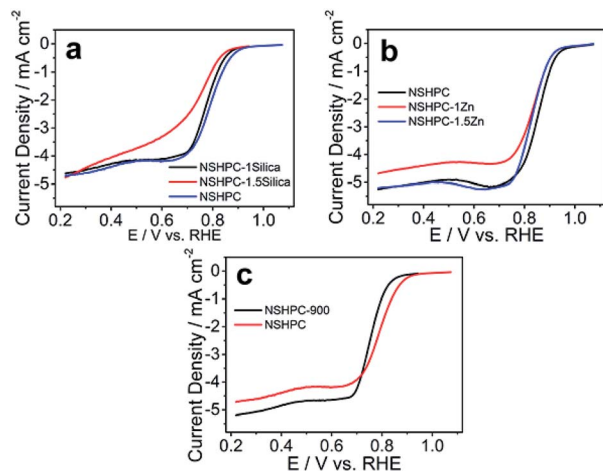 a
Current Density / mA cm⁻²
0
-1
-2
-3
-4
-5
NSHPC-1Silica
NSHPC-1.5Silica
NSHPC
0.2 0.4 0.6 0.8 1.0
E / V vs. RHE
b
Current Density / mA cm⁻²
0
-1
-2
-3
-4
-5
NSHPC
NSHPC-1Zn
NSHPC-1.5Zn
0.2 0.4 0.6 0.8 1.0
E / V vs. RHE
c
Current Density / mA cm⁻²
0
-1
-2
-3
-4
-5
NSHPC-900
NSHPC
0.2 0.4 0.6 0.8 1.0
E / V vs. RHE